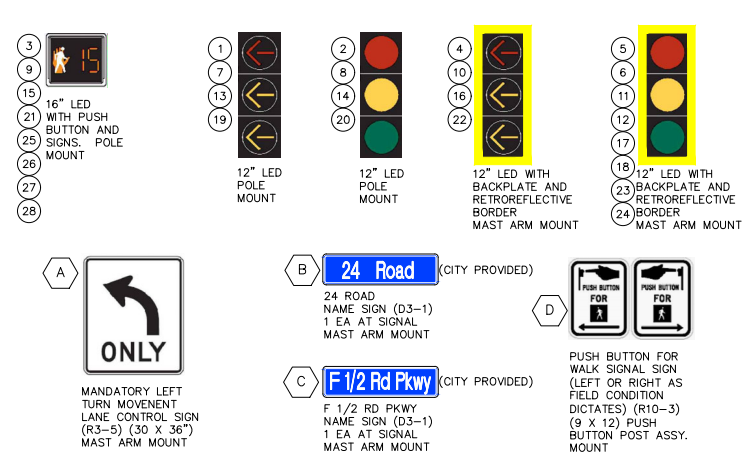 3
9
15
21
25
26
27
28
15
16" LED
WITH PUSH
BUTTON AND
SIGNS. POLE
MOUNT
1
7
13
19
12" LED
POLE
MOUNT
2
8
14
20
12" LED
POLE
MOUNT
4
10
16
22
12" LED WITH
BACKPLATE AND
RETROREFLECTIVE
BORDER
MAST ARM MOUNT
5
6
11
12
17
18
23
24
12" LED WITH
BACKPLATE AND
RETROREFLECTIVE
BORDER
MAST ARM MOUNT
A
ONLY
MANDATORY LEFT
TURN MOVENENT
LANE CONTROL SIGN
(R3-5) (30 X 36")
MAST ARM MOUNT
B
24 Road
(CITY PROVIDED)
24 ROAD
NAME SIGN (D3-1)
1 EA AT SIGNAL
MAST ARM MOUNT
C
F 1/2 Rd Pkwy
(CITY PROVIDED)
F 1/2 RD PKWY
NAME SIGN (D3-1)
1 EA AT SIGNAL
MAST ARM MOUNT
D
PUSH BUTTON
FOR
PUSH BUTTON
FOR
PUSH BUTTON FOR
WALK SIGNAL SIGN
(LEFT OR RIGHT AS
FIELD CONDITION
DICTATES) (R10-3)
(9 X 12) PUSH
BUTTON POST ASSY.
MOUNT